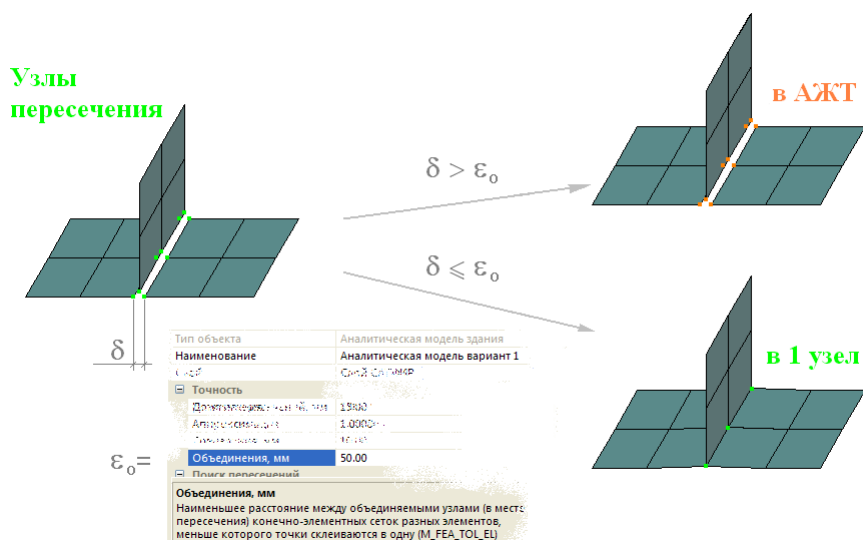 Узлы
пересечения
в АЖТ
δ > ε₀
δ ⩽ ε₀
в 1 узел
δ
Тип объекта Аналитическая модель здания
Наименование Аналитическая модель вариант 1
Точность
ε₀=
Объединения, мм 50.00
Поиск пересечений
Объединения, мм
Наименьшее расстояние между объединяемыми узлами (в месте
пересечения) конечно-элементных сеток разных элементов,
меньше которого точки склеиваются в одну (M_FEA_TOL_EL)